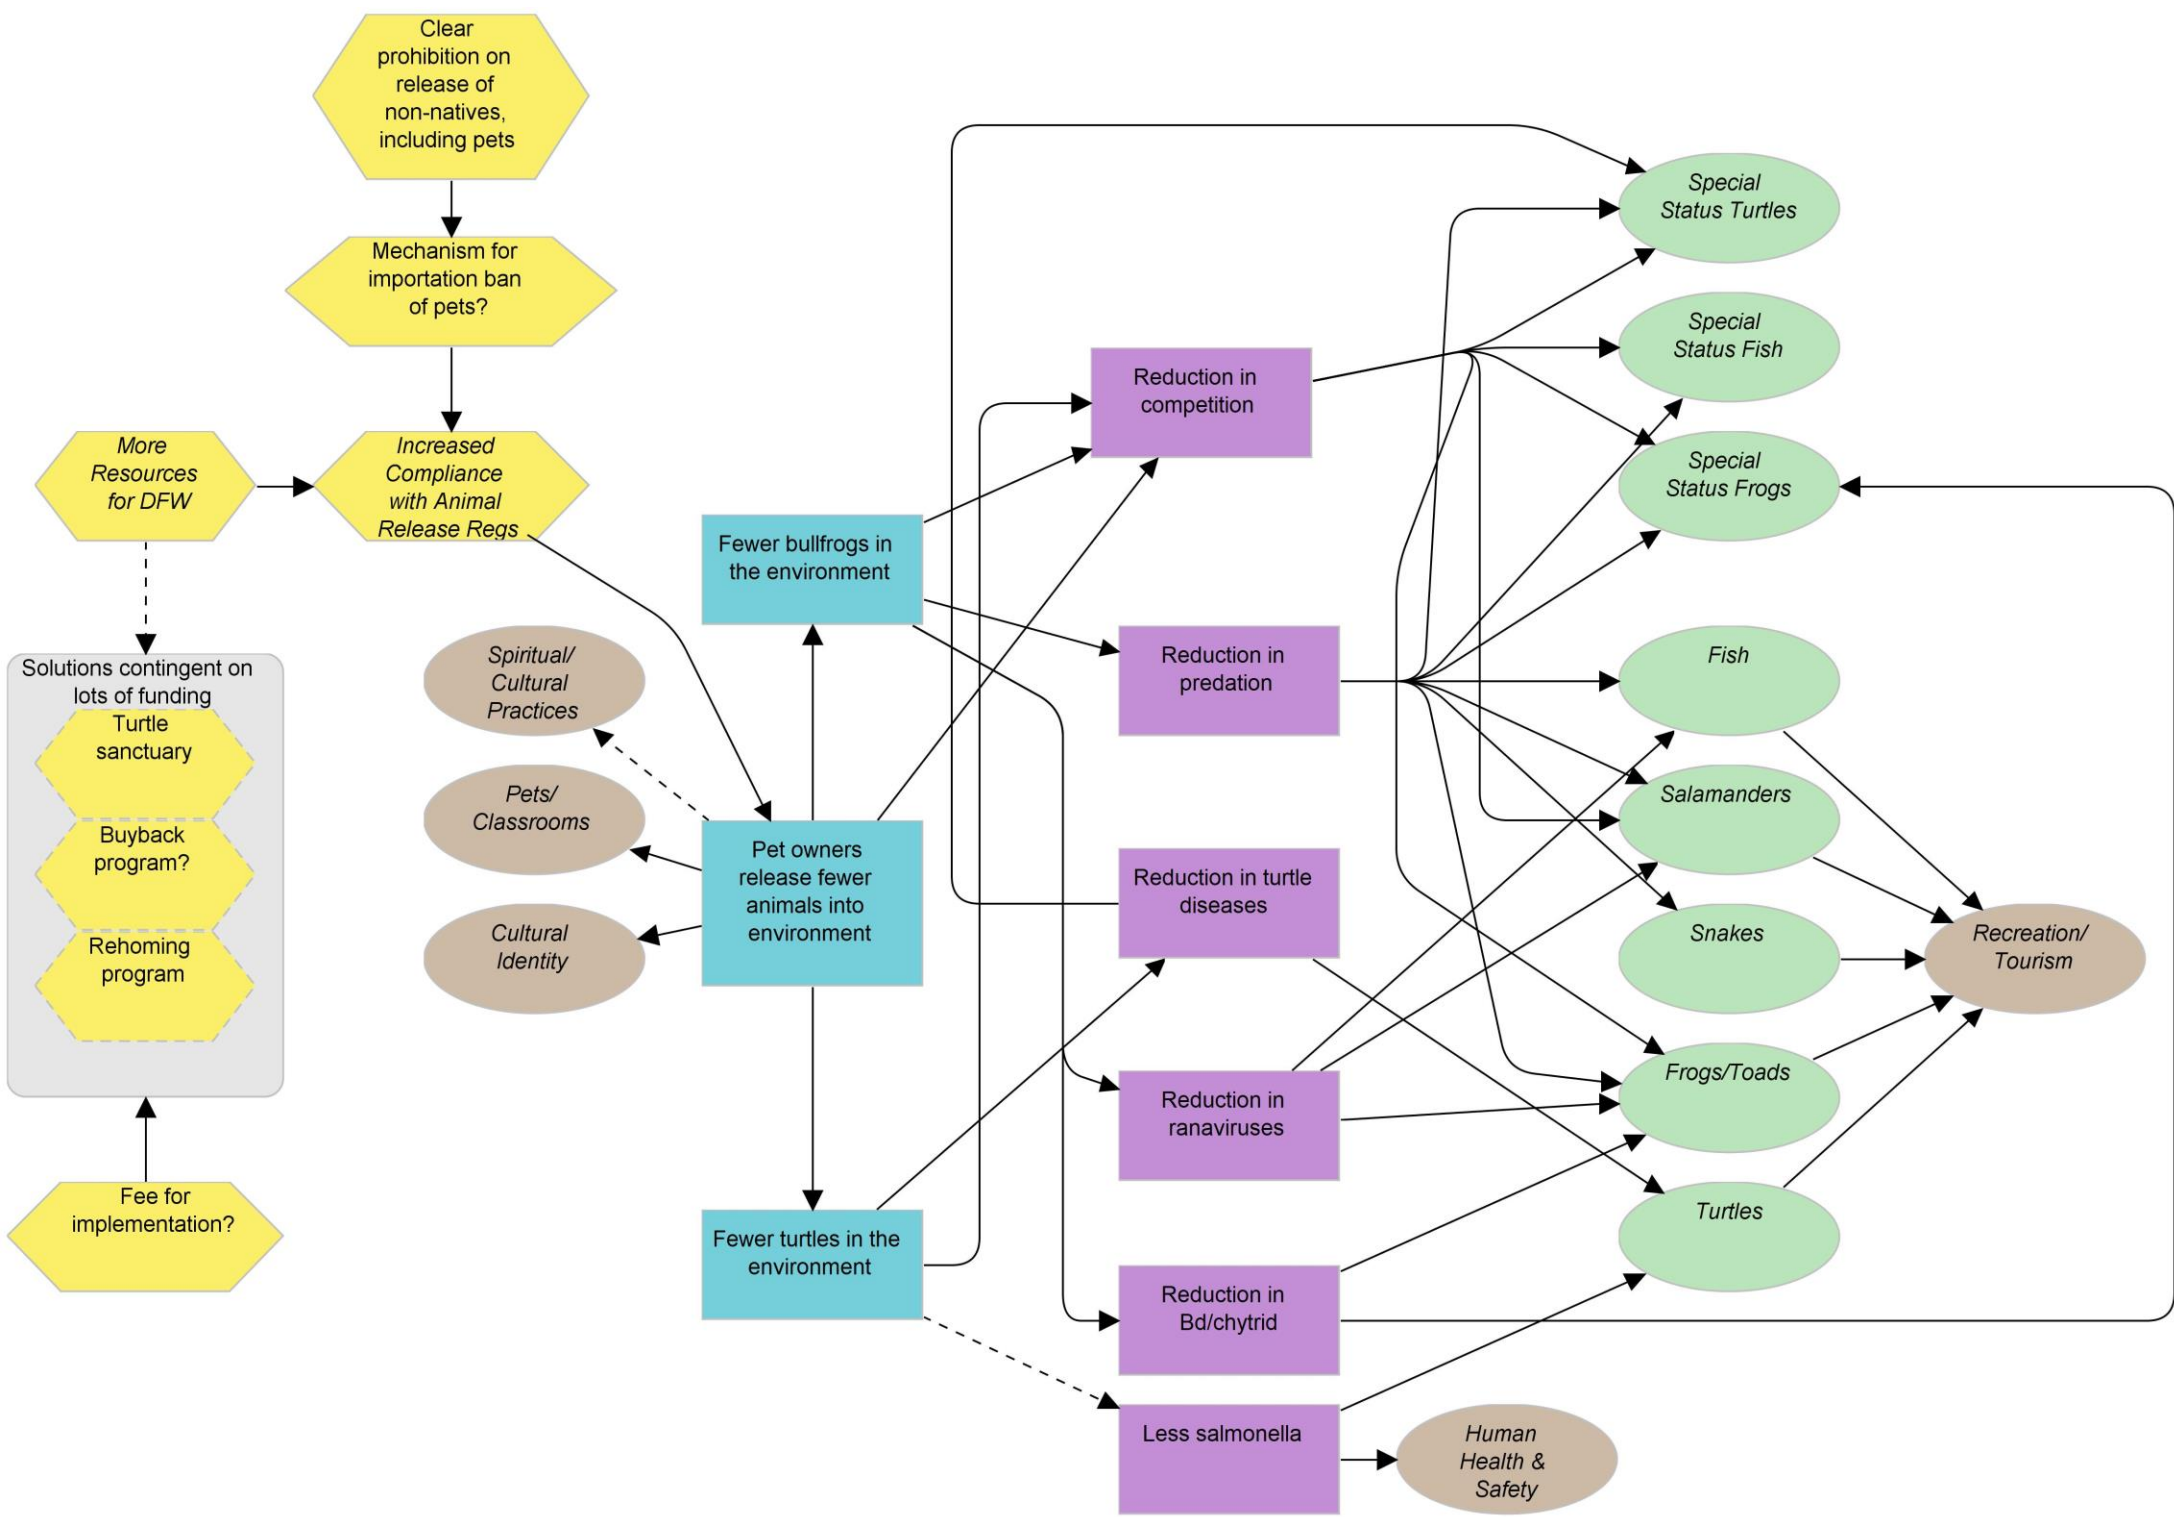 Clear
prohibition on
release of
non-natives,
including pets
Mechanism for
importation ban
of pets?
More
Resources
for DFW
Increased
Compliance
with Animal
Release Regs
Solutions contingent on
lots of funding
Turtle
sanctuary
Buyback
program?
Rehoming
program
Fee for
implementation?
Spiritual/
Cultural
Practices
Pets/
Classrooms
Cultural
Identity
Fewer bullfrogs in
the environment
Pet owners
release fewer
animals into
environment
Fewer turtles in the
environment
Reduction in
competition
Reduction in
predation
Reduction in turtle
diseases
Reduction in
ranaviruses
Reduction in
Bd/chytrid
Less salmonella
Special
Status Turtles
Special
Status Fish
Special
Status Frogs
Fish
Salamanders
Snakes
Frogs/Toads
Turtles
Recreation/
Tourism
Human
Health &
Safety